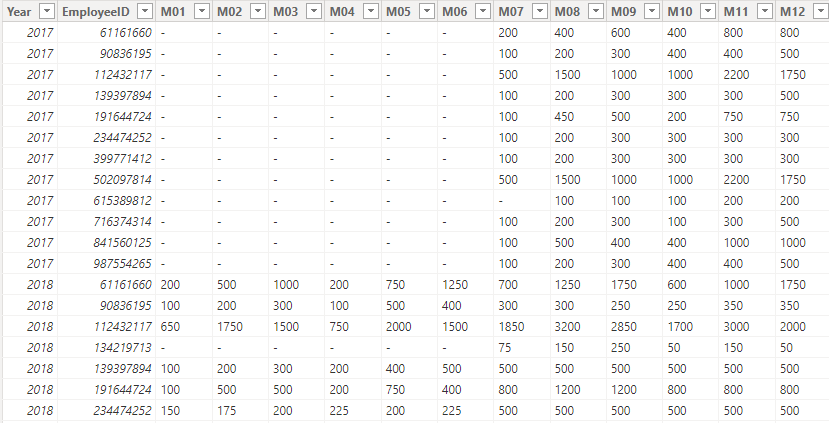 Year EmployeeID M01 M02 M03 M04 M05 M06 M07 M08 M09 M10 M11 M12
2017 61161660 - - - - - - 200 400 600 400 800 800
2017 90836195 - - - - - - 100 200 300 400 400 500
2017 112432117 - - - - - - 500 1500 1000 1000 2200 1750
2017 139397894 - - - - - - 100 200 300 300 300 500
2017 191644724 - - - - - - 100 450 500 200 750 750
2017 234474252 - - - - - - 100 200 300 300 300 300
2017 399771412 - - - - - - 100 200 300 300 300 300
2017 502097814 - - - - - - 500 1500 1000 1000 2200 1750
2017 615389812 - - - - - - - 100 100 100 200 200
2017 716374314 - - - - - - 100 200 100 100 300 500
2017 841560125 - - - - - - 100 500 400 400 1000 1000
2017 987554265 - - - - - - 100 200 300 400 400 500
2018 61161660 200 500 1000 200 750 1250 700 1250 1750 600 1000 1750
2018 90836195 100 200 300 100 500 400 300 300 250 250 350 350
2018 112432117 650 1750 1500 750 2000 1500 1850 3200 2850 1700 3000 2000
2018 134219713 - - - - - - 75 150 250 50 150 50
2018 139397894 100 200 300 200 400 500 500 500 500 500 500 500
2018 191644724 100 500 500 200 750 400 800 1200 1200 800 800 800
2018 234474252 150 175 200 225 200 225 500 500 500 500 500 500